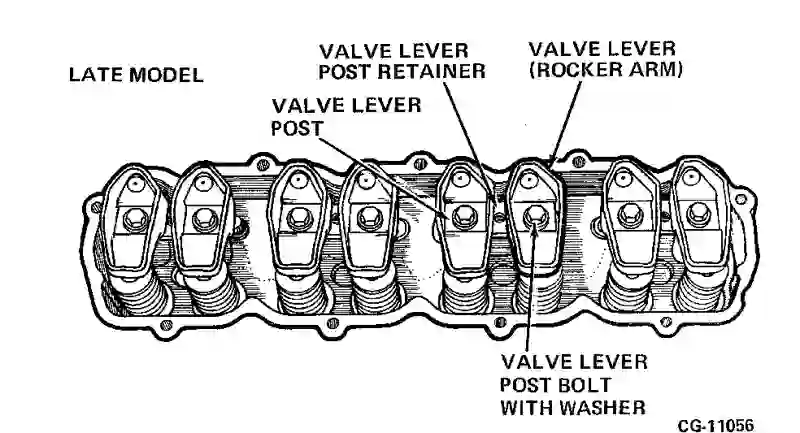 LATE MODEL
VALVE LEVER
POST RETAINER
VALVE LEVER
(ROCKER ARM)
VALVE LEVER
POST
VALVE LEVER
POST BOLT
WITH WASHER
CG-11056